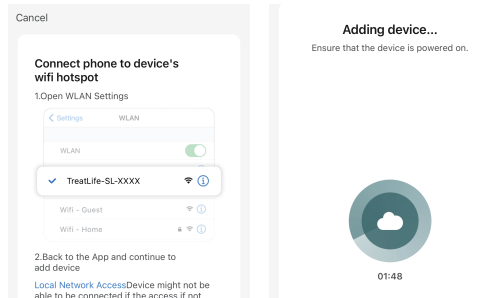 Cancel
Connect phone to device's
wifi hotspot
1.Open WLAN Settings
Settings WLAN
WLAN
TreatLife-SL-XXXX
Wifi - Guest
Wifi - Home
2.Back to the App and continue to
add device
Local Network AccessDevice might not be
able to be connected if the access if not
Adding device...
Ensure that the device is powered on.
01:48